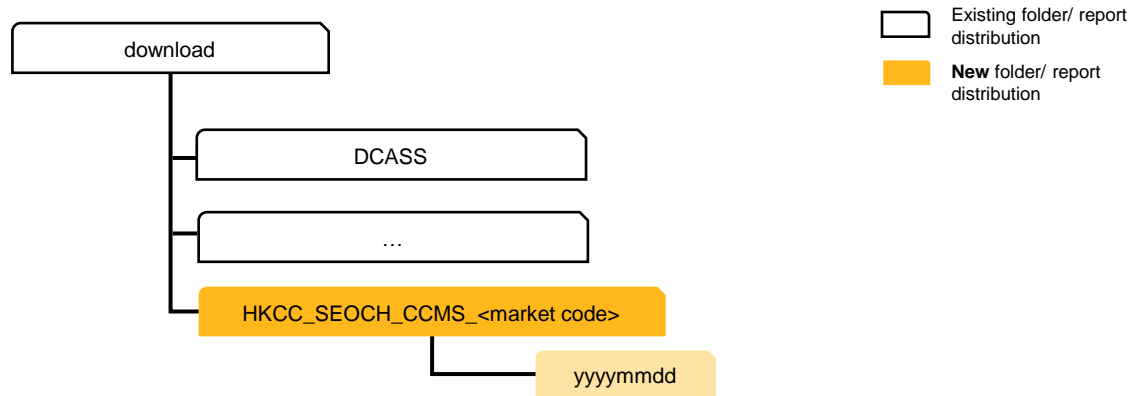 download
Existing folder/ report
distribution
New folder/ report
distribution
DCASS
…
HKCC_SEOCH_CCMS_<market code>
yyyymmdd